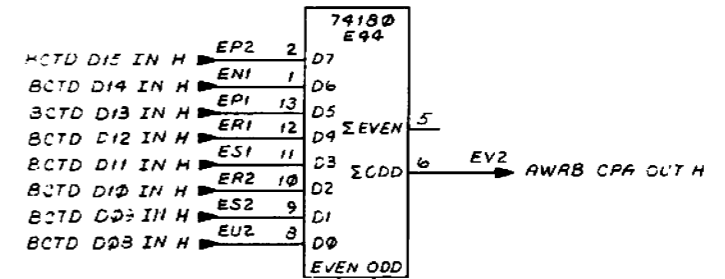 74180
E44
BCTD D15 IN H EP2 2 D7
BCTD D14 IN H EN1 1 D6
BCTD D13 IN H EP1 13 D5
BCTD D12 IN H ER1 12 D4
ΣEVEN 5
BCTD D11 IN H ES1 11 D3
ΣODD 6 EV2 AWRB CPA OUT H
BCTD D10 IN H ER2 10 D2
BCTD D09 IN H ES2 9 D1
BCTD D08 IN H EU2 8 D0
EVEN ODD